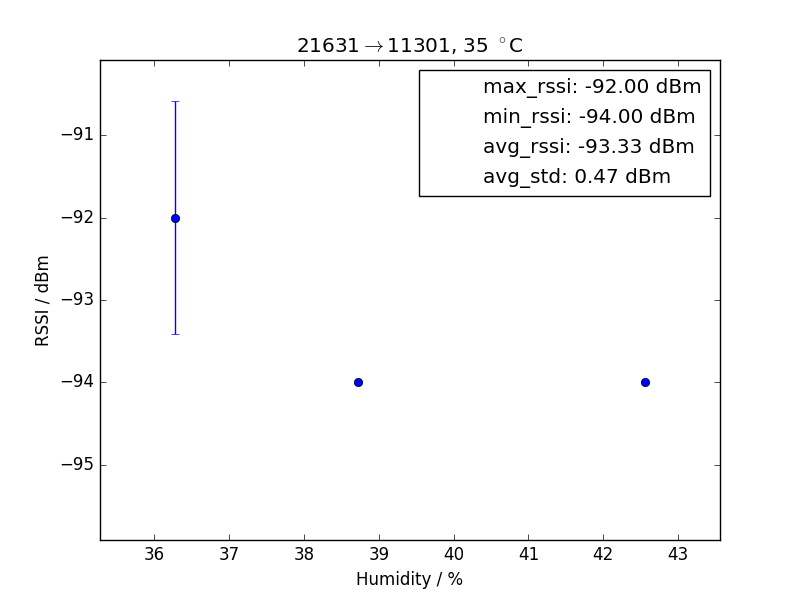 21631→11301, 35 °C
max_rssi: -92.00 dBm
min_rssi: -94.00 dBm
avg_rssi: -93.33 dBm
avg_std: 0.47 dBm
RSSI / dBm
−91
−92
−93
−94
−95
36 37 38 39 40 41 42 43
Humidity / %